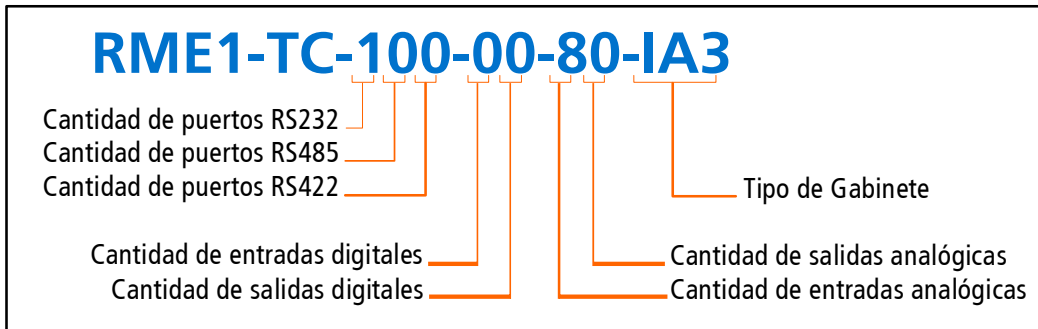 RME1-TC-100-00-80-IA3
Cantidad de puertos RS232
Cantidad de puertos RS485
Cantidad de puertos RS422
Tipo de Gabinete
Cantidad de entradas digitales
Cantidad de salidas analógicas
Cantidad de salidas digitales
Cantidad de entradas analógicas